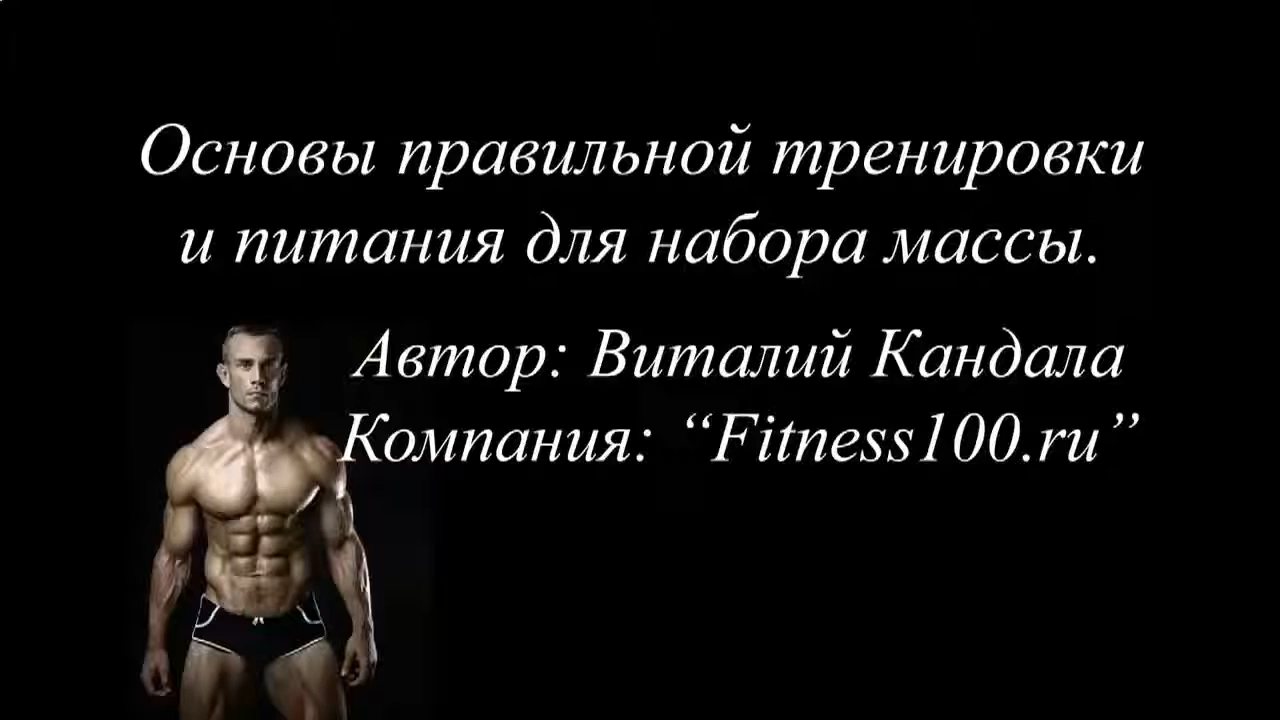 Основы правильной тренировки
и питания для набора массы.
Автор: Виталий Кандала
Компания: “Fitness100.ru”